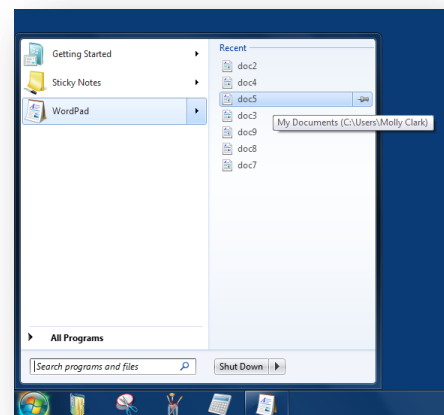 Getting Started
Sticky Notes
WordPad
All Programs
Search programs and files
Recent
doc2
doc4
doc5
doc3
My Documents (C:\Users\Molly Clark)
doc9
doc8
doc7
Shut Down